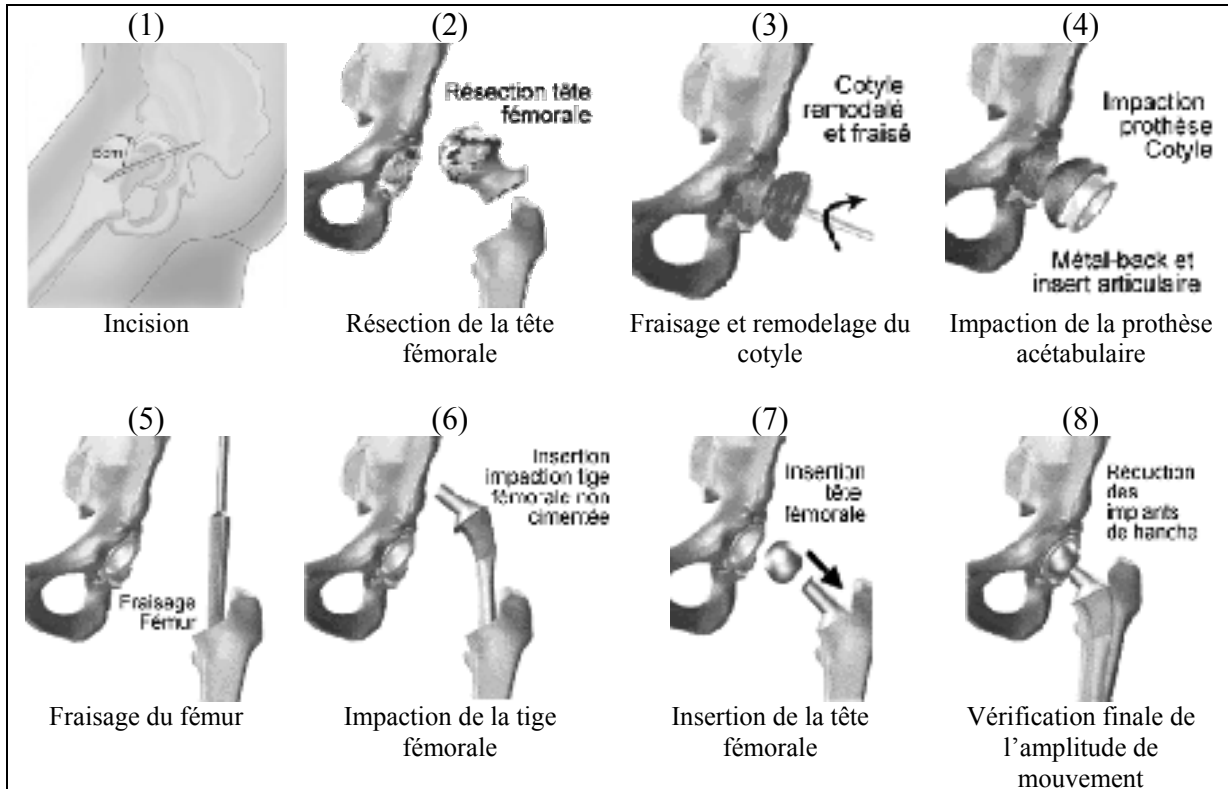 (1)
(2)
(3)
(4)
Résection tête
fémorale
Cotyle
remodelé
et fraisé
Impaction
prothèse
Cotyle
Métal-back et
insert articulaire
Incision
Résection de la tête
fémorale
Fraisage et remodelage du
cotyle
Impaction de la prothèse
acétabulaire
(5)
(6)
(7)
(8)
Fraisage
Fémur
Insertion
impaction tige
fémorale non
cimentée
Insertion
tête
fémorale
Réduction
des
implants
de hanche
Fraisage du fémur
Impaction de la tige
fémorale
Insertion de la tête
fémorale
Vérification finale de
l’amplitude de
mouvement